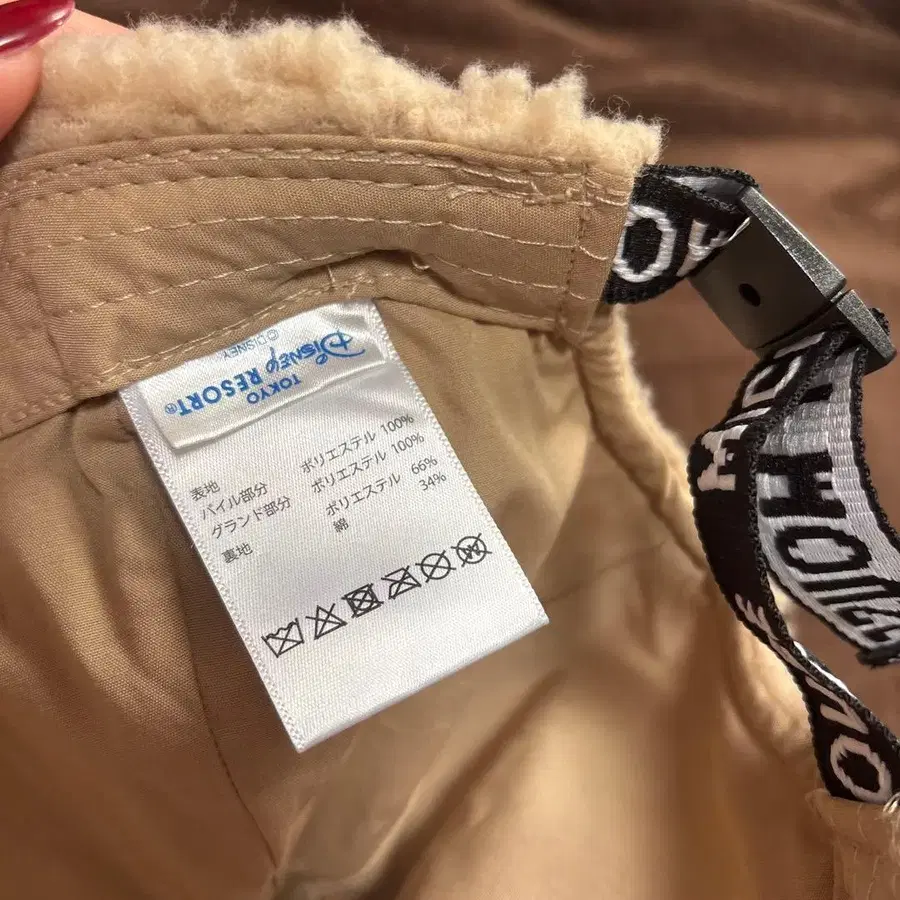 TOKYO
DISNEY RESORT®
© DISNEY
表地
パイル部分 ポリエステル 100%
グランド部分 ポリエステル 100%
裏地 ポリエステル 66%
綿 34%